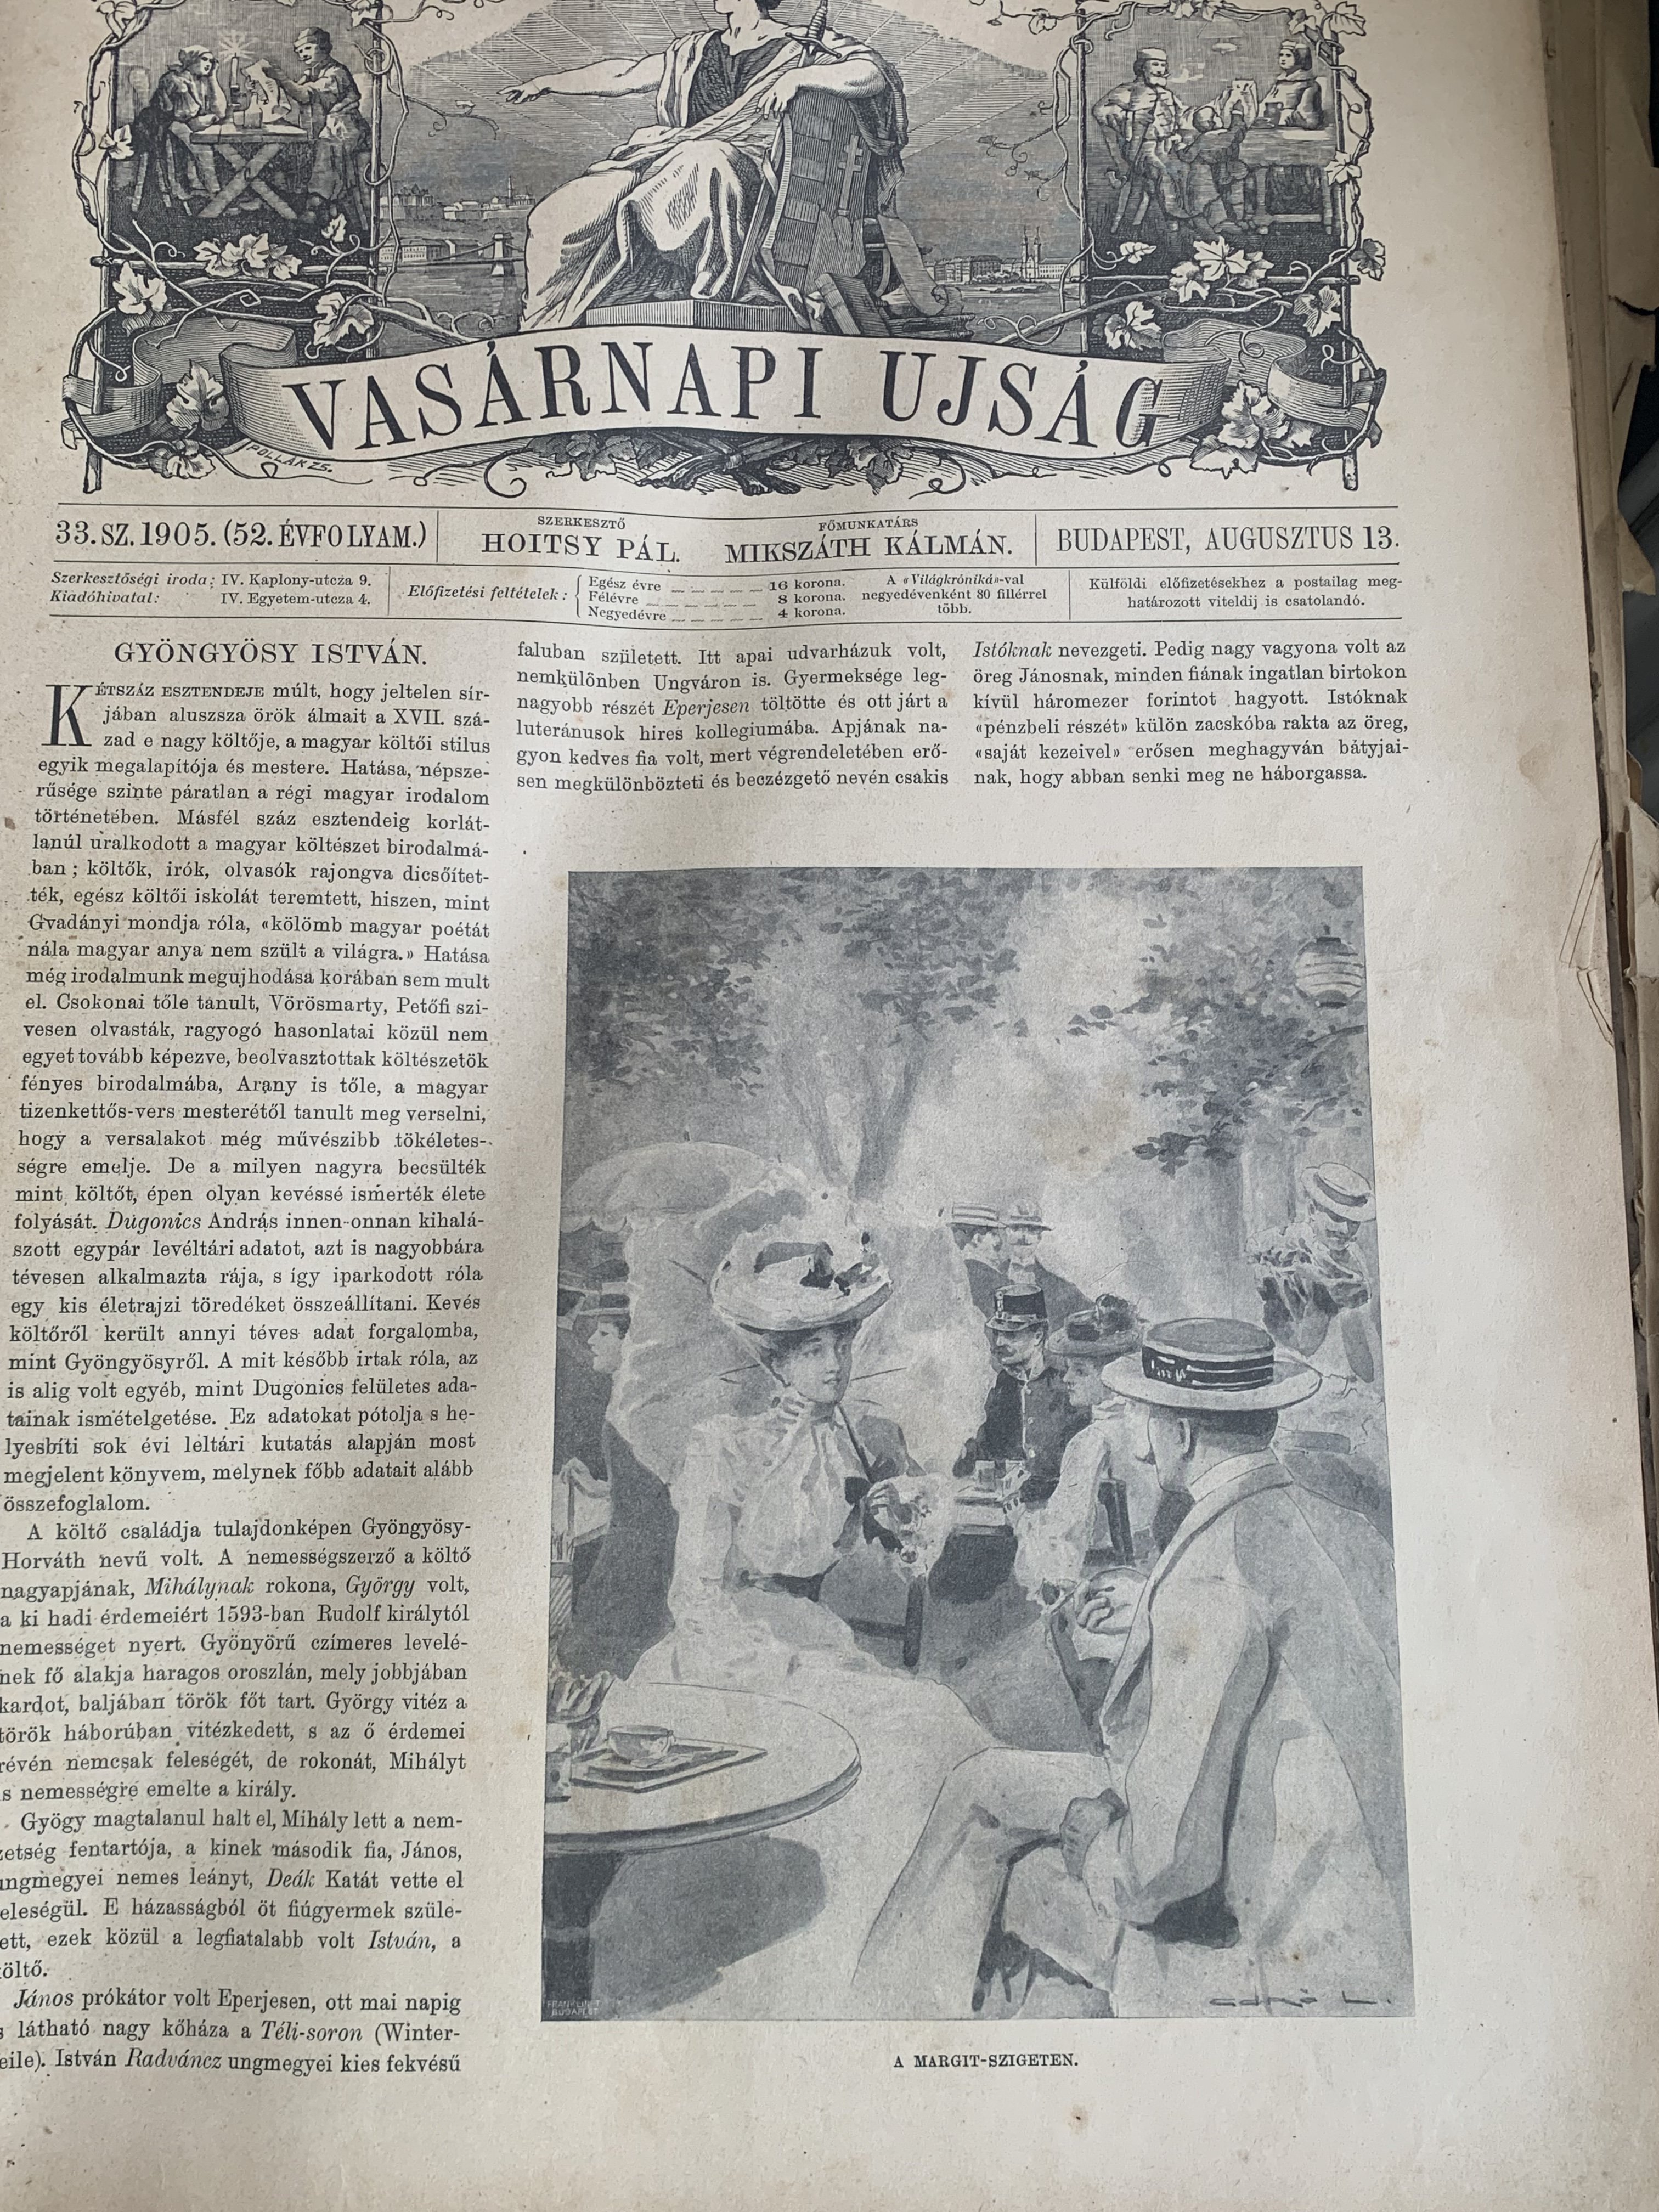 VASÁRNAPI UJSÁG
POLLÁK ZS.
33. SZ. 1905. (52. ÉVFOLYAM.)
SZERKESZTŐ
HOITSY PÁL.
FŐMUNKATÁRS
MIKSZÁTH KÁLMÁN.
BUDAPEST, AUGUSZTUS 13.
Szerkesztőségi iroda: IV. Kaplony-utcza 9.
Kiadóhivatal: IV. Egyetem-utcza 4.
Előfizetési feltételek:
Egész évre 16 korona.
Félévre 8 korona.
Negyedévre 4 korona.
A «Világkróniká»-val
negyedévenként 80 fillérrel
több.
Külföldi előfizetésekhez a postailag meg-
határozott viteldij is csatolandó.
GYÖNGYÖSY ISTVÁN.
KÉTSZÁZ ESZTENDEJE múlt, hogy jeltelen sír-
jában aluszsza örök álmait a XVII. szá-
zad e nagy költője, a magyar költői stilus
egyik megalapítója és mestere. Hatása, népsze-
rűsége szinte páratlan a régi magyar irodalom
történetében. Másfél száz esztendeig korlát-
lanúl uralkodott a magyar költészet birodalmá-
ban; költők, irók, olvasók rajongva dicsőítet-
ték, egész költői iskolát teremtett, hiszen, mint
Gvadányi mondja róla, «kölömb magyar poétát
nála magyar anya nem szült a világra.» Hatása
még irodalmunk megujhodása korában sem mult
el. Csokonai tőle tanult, Vörösmarty, Petőfi szi-
vesen olvasták, ragyogó hasonlatai közül nem
egyet tovább képezve, beolvasztottak költészetök
fényes birodalmába, Arany is tőle, a magyar
tizenkettős-vers mesterétől tanult meg verselni,
hogy a versalakot még művészibb tökéletes-
ségre emelje. De a milyen nagyra becsülték
mint költőt, épen olyan kevéssé ismerték élete
folyását. Dugonics András innen-onnan kihalá-
szott egypár levéltári adatot, azt is nagyobbára
tévesen alkalmazta rája, s így iparkodott róla
egy kis életrajzi töredéket összeállítani. Kevés
költőről került annyi téves adat forgalomba,
mint Gyöngyösyről. A mit később irtak róla, az
is alig volt egyéb, mint Dugonics felületes ada-
tainak ismételgetése. Ez adatokat pótolja s he-
lyesbíti sok évi leltári kutatás alapján most
megjelent könyvem, melynek főbb adatait alább
összefoglalom.
A költő családja tulajdonképen Gyöngyösy-
Horváth nevű volt. A nemességszerző a költő
nagyapjának, Mihálynak rokona, György volt,
a ki hadi érdemeiért 1593-ban Rudolf királytól
nemességet nyert. Gyönyörű czímeres levelé-
nek fő alakja haragos oroszlán, mely jobbjában
kardot, baljában török főt tart. György vitéz a
török háborúban vitézkedett, s az ő érdemei
révén nemcsak feleségét, de rokonát, Mihályt
s nemességre emelte a király.
Gyögy magtalanul halt el, Mihály lett a nem-
zetség fentartója, a kinek második fia, János,
ungmegyei nemes leányt, Deák Katát vette el
eleségül. E házasságból öt fiúgyermek szüle-
ett, ezek közül a legfiatalabb volt István, a
költő.
János prókátor volt Eperjesen, ott mai napig
s látható nagy kőháza a Téli-soron (Winter-
eile). István Radváncz ungmegyei kies fekvésű
faluban született. Itt apai udvarházuk volt,
nemkülönben Ungváron is. Gyermeksége leg-
nagyobb részét Eperjesen töltötte és ott járt a
luteránusok hires kollegiumába. Apjának na-
gyon kedves fia volt, mert végrendeletében erő-
sen megkülönbözteti és beczézgető nevén csakis
Istóknak nevezgeti. Pedig nagy vagyona volt az
öreg Jánosnak, minden fiának ingatlan birtokon
kívül háromezer forintot hagyott. Istóknak
«pénzbeli részét» külön zacskóba rakta az öreg,
«saját kezeivel» erősen meghagyván bátyjai-
nak, hogy abban senki meg ne háborgassa.
A MARGIT-SZIGETEN.